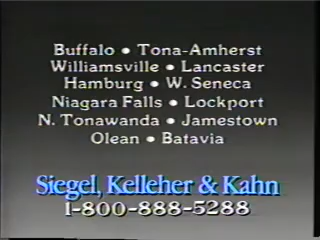 Buffalo • Tona-Amherst
Williamsville • Lancaster
Hamburg • W. Seneca
Niagara Falls • Lockport
N. Tonawanda • Jamestown
Olean • Batavia
Siegel, Kelleher & Kahn
1-800-888-5288